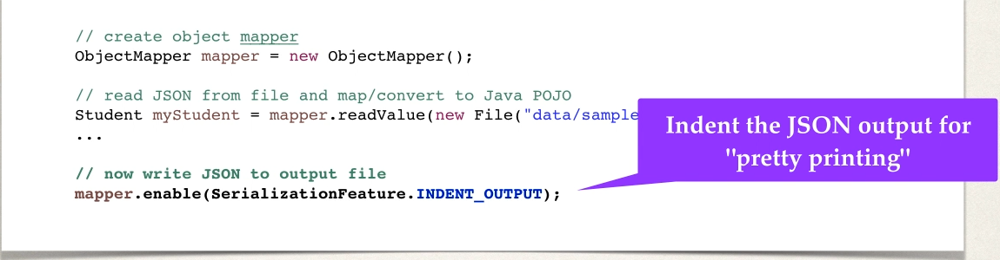 // create object mapper
ObjectMapper mapper = new ObjectMapper();
// read JSON from file and map/convert to Java POJO
Student myStudent = mapper.readValue(new File("data/sample
...
// now write JSON to output file
mapper.enable(SerializationFeature.INDENT_OUTPUT);
Indent the JSON output for
"pretty printing"